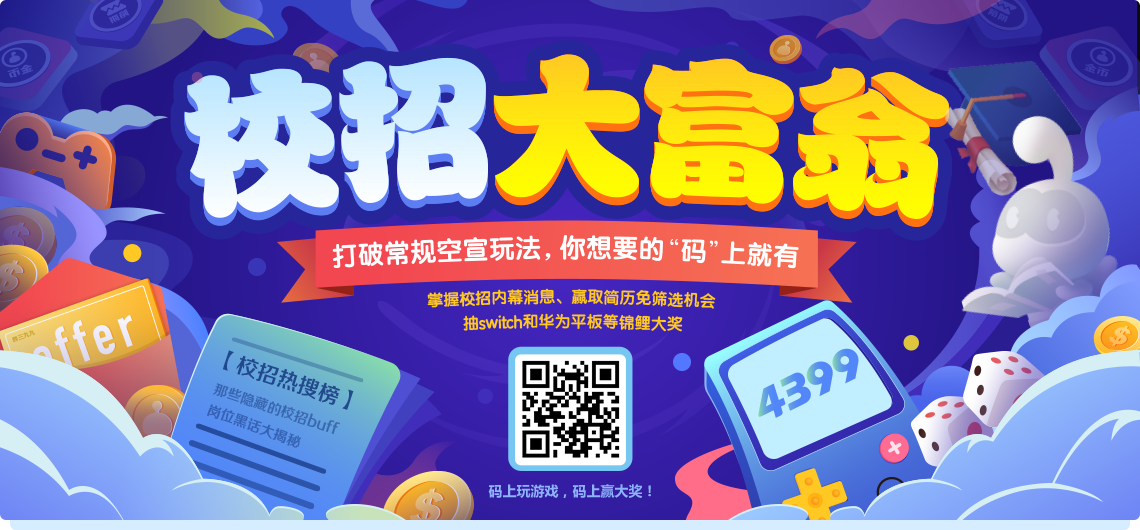 校招大富翁
打破常规空宣玩法，你想要的“码”上就有
掌握校招内幕消息、赢取简历免筛选机会
抽switch和华为平板等锦鲤大奖
offer
【校招热搜榜】
那些隐藏的校招buff
岗位黑话大揭秘
4399
码上玩游戏，码上赢大奖！
金币
金币